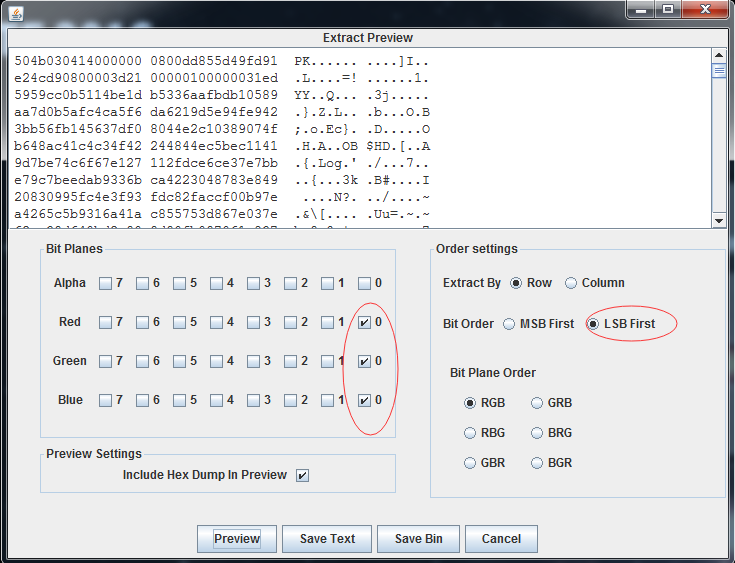 Extract Preview
504b030414000000 0800dd855d49fd91 PK...... ....]I..
e24cd90800003d21 000001000000031ed .L....=! ......1.
5959cc0b5114be1d b5336aafbdb10589 YY..Q... .3j.....
aa7d0b5afc4ca5f6 da6219d5e94fe942 .}.Z.L.. .b...O.B
3bb56fb145637df0 8044e2c10389074f ;.o.Ec}. .D.....O
b648ac41c4c34f42 244844ec5bec1141 .H.A..OB $HD.[..A
9d7be74c6f67e127 112fdce6ce37e7bb .{.Log.' ./...7..
e79c7beedab9336b ca4223048783e849 ..{...3k .B#....I
20830995fc4e3f93 fdc82faccf00b97e ....N?. ../....~
a4265c5b9316a41a c855753d867e037e .&\[.... .Uu=.~.~
Bit Planes
Alpha 7 6 5 4 3 2 1 0
Red 7 6 5 4 3 2 1 0
Green 7 6 5 4 3 2 1 0
Blue 7 6 5 4 3 2 1 0
Preview Settings
Include Hex Dump In Preview
Order settings
Extract By Row Column
Bit Order MSB First LSB First
Bit Plane Order
RGB GRB
RBG BRG
GBR BGR
Preview Save Text Save Bin Cancel